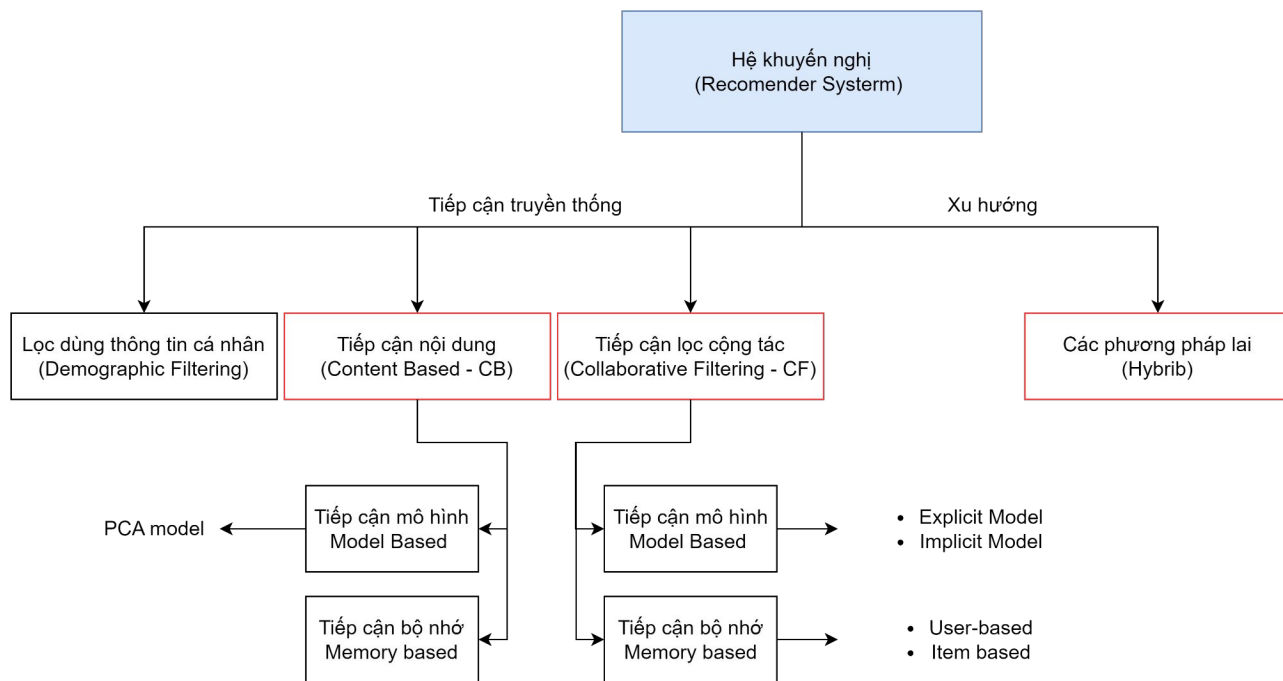 Hệ khuyến nghị
(Recomender Systerm)
Tiếp cận truyền thống
Xu hướng
Lọc dùng thông tin cá nhân
(Demographic Filtering)
Tiếp cận nội dung
(Content Based - CB)
Tiếp cận lọc cộng tác
(Collaborative Filtering - CF)
Các phương pháp lai
(Hybrib)
PCA model
Tiếp cận mô hình
Model Based
Tiếp cận mô hình
Model Based
• Explicit Model
• Implicit Model
Tiếp cận bộ nhớ
Memory based
Tiếp cận bộ nhớ
Memory based
• User-based
• Item based